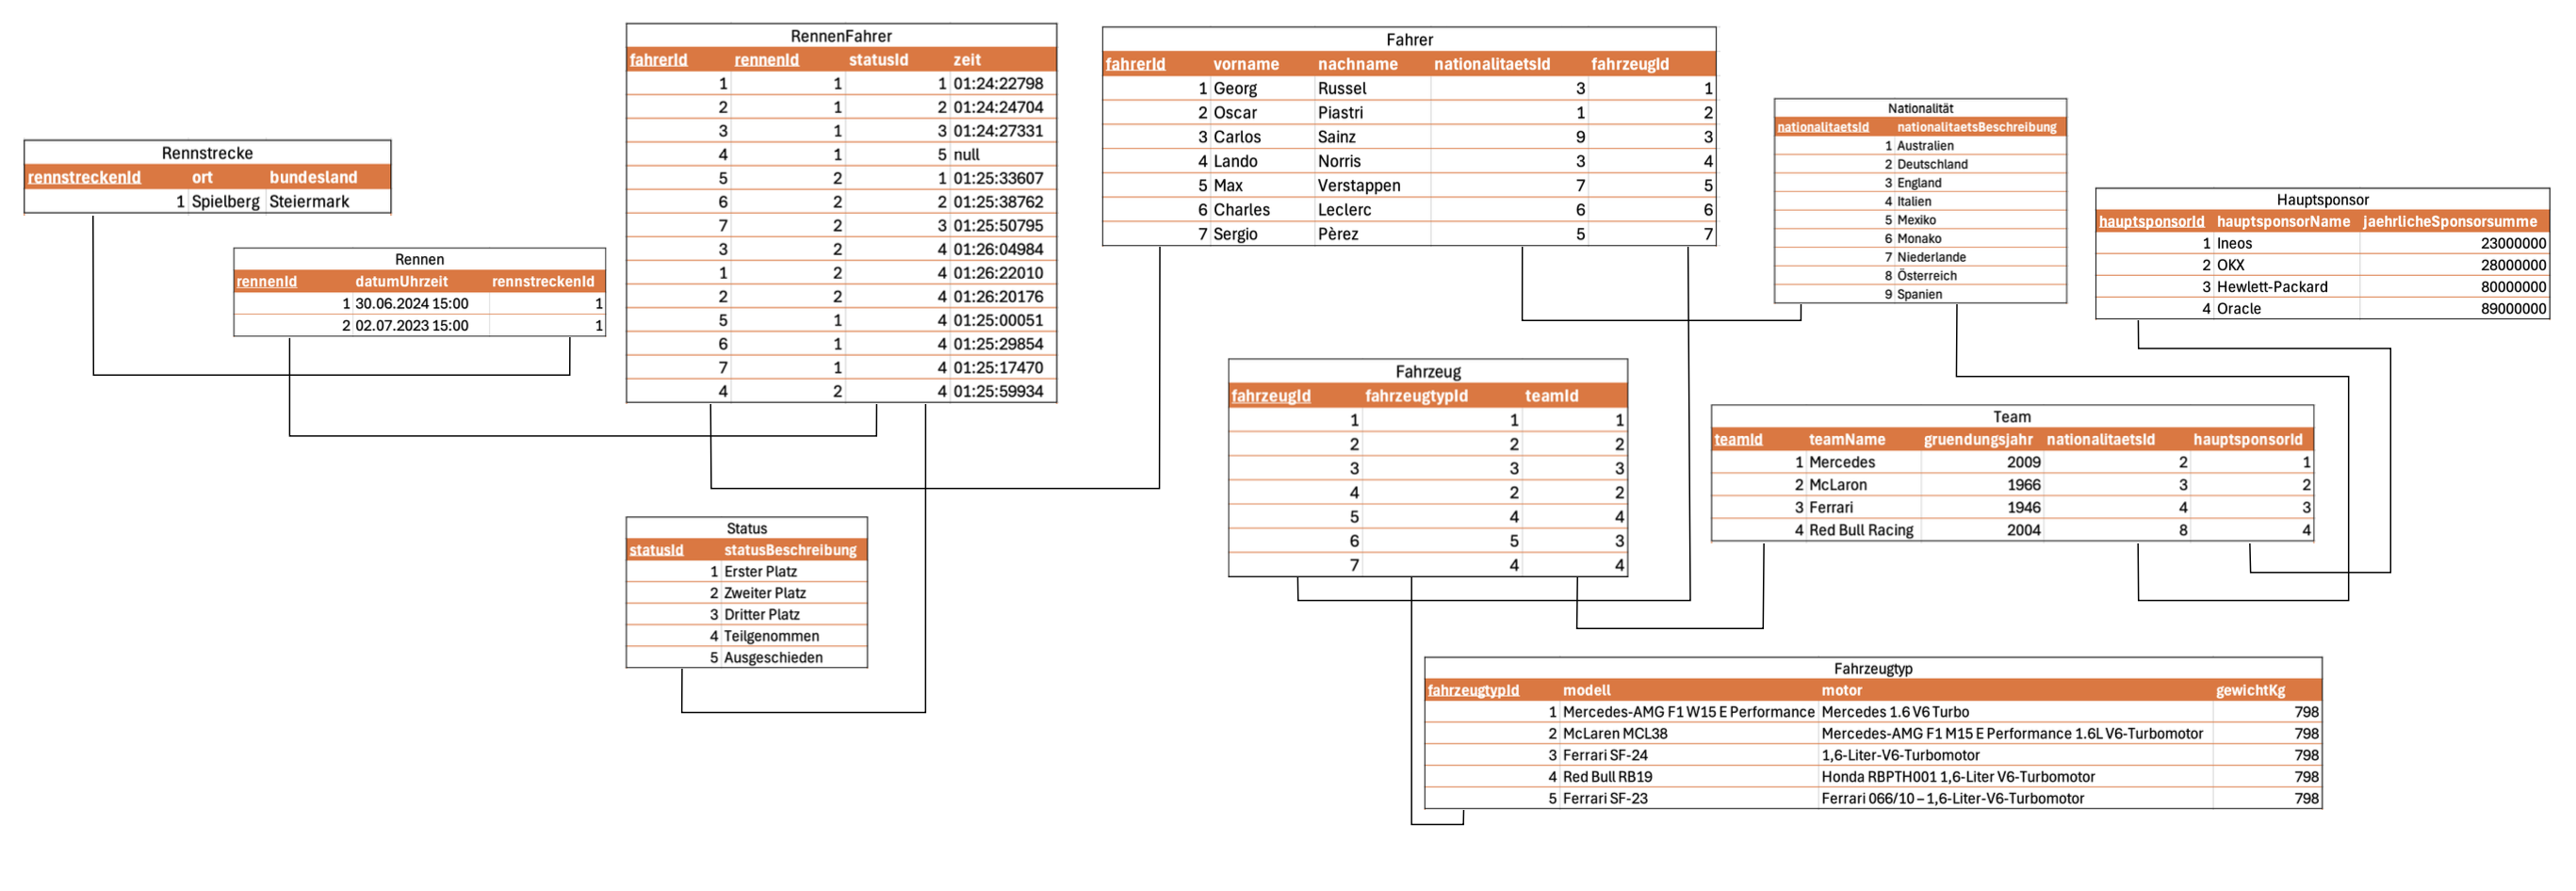 Rennstrecke
rennstreckenId ort bundesland
1 Spielberg Steiermark
Rennen
rennenId datumUhrzeit rennstreckenId
1 30.06.2024 15:00 1
2 02.07.2023 15:00 1
RennenFahrer
fahrerId rennenId statusId zeit
1 1 1 01:24:22798
2 1 2 01:24:24704
3 1 3 01:24:27331
4 1 5 null
5 2 1 01:25:33607
6 2 2 01:25:38762
7 2 3 01:25:50795
3 2 4 01:26:04984
1 2 4 01:26:22010
2 2 4 01:26:20176
5 1 4 01:25:00051
6 1 4 01:25:29854
7 1 4 01:25:17470
4 2 4 01:25:59934
Status
statusId statusBeschreibung
1 Erster Platz
2 Zweiter Platz
3 Dritter Platz
4 Teilgenommen
5 Ausgeschieden
Fahrer
fahrerId vorname nachname nationalitaetsId fahrzeugId
1 Georg Russel 3 1
2 Oscar Piastri 1 2
3 Carlos Sainz 9 3
4 Lando Norris 3 4
5 Max Verstappen 7 5
6 Charles Leclerc 6 6
7 Sergio Pèrez 5 7
Nationalität
nationalitaetsId nationalitaetsBeschreibung
1 Australien
2 Deutschland
3 England
4 Italien
5 Mexiko
6 Monako
7 Niederlande
8 Österreich
9 Spanien
Hauptsponsor
hauptsponsorId hauptsponsorName jaehrlicheSponsorsumme
1 Ineos 23000000
2 OKX 28000000
3 Hewlett-Packard 80000000
4 Oracle 89000000
Fahrzeug
fahrzeugId fahrzeugtypId teamId
1 1 1
2 2 2
3 3 3
4 2 2
5 4 4
6 5 3
7 4 4
Team
teamId teamName gruendungsjahr nationalitaetsId hauptsponsorId
1 Mercedes 2009 2 1
2 McLaron 1966 3 2
3 Ferrari 1946 4 3
4 Red Bull Racing 2004 8 4
Fahrzeugtyp
fahrzeugtypId modell motor gewichtKg
1 Mercedes-AMG F1 W15 E Performance Mercedes 1.6 V6 Turbo 798
2 McLaren MCL38 Mercedes-AMG F1 M15 E Performance 1.6L V6-Turbomotor 798
3 Ferrari SF-24 1,6-Liter-V6-Turbomotor 798
4 Red Bull RB19 Honda RBPTH001 1,6-Liter V6-Turbomotor 798
5 Ferrari SF-23 Ferrari 066/10 – 1,6-Liter-V6-Turbomotor 798